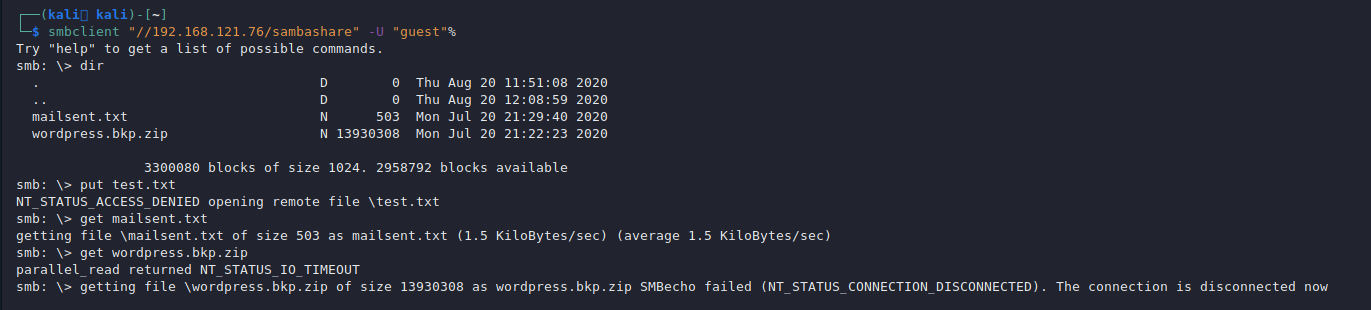 ┌──(kali㉿ kali)-[~]
└─$ smbclient "//192.168.121.76/sambashare" -U "guest"%
Try "help" to get a list of possible commands.
smb: \> dir
  .                                   D        0  Thu Aug 20 11:51:08 2020
  ..                                  D        0  Thu Aug 20 12:08:59 2020
  mailsent.txt                        N      503  Mon Jul 20 21:29:40 2020
  wordpress.bkp.zip                   N 13930308  Mon Jul 20 21:22:23 2020
                3300080 blocks of size 1024. 2958792 blocks available
smb: \> put test.txt
NT_STATUS_ACCESS_DENIED opening remote file \test.txt
smb: \> get mailsent.txt
getting file \mailsent.txt of size 503 as mailsent.txt (1.5 KiloBytes/sec) (average 1.5 KiloBytes/sec)
smb: \> get wordpress.bkp.zip
parallel_read returned NT_STATUS_IO_TIMEOUT
smb: \> getting file \wordpress.bkp.zip of size 13930308 as wordpress.bkp.zip SMBecho failed (NT_STATUS_CONNECTION_DISCONNECTED). The connection is disconnected now